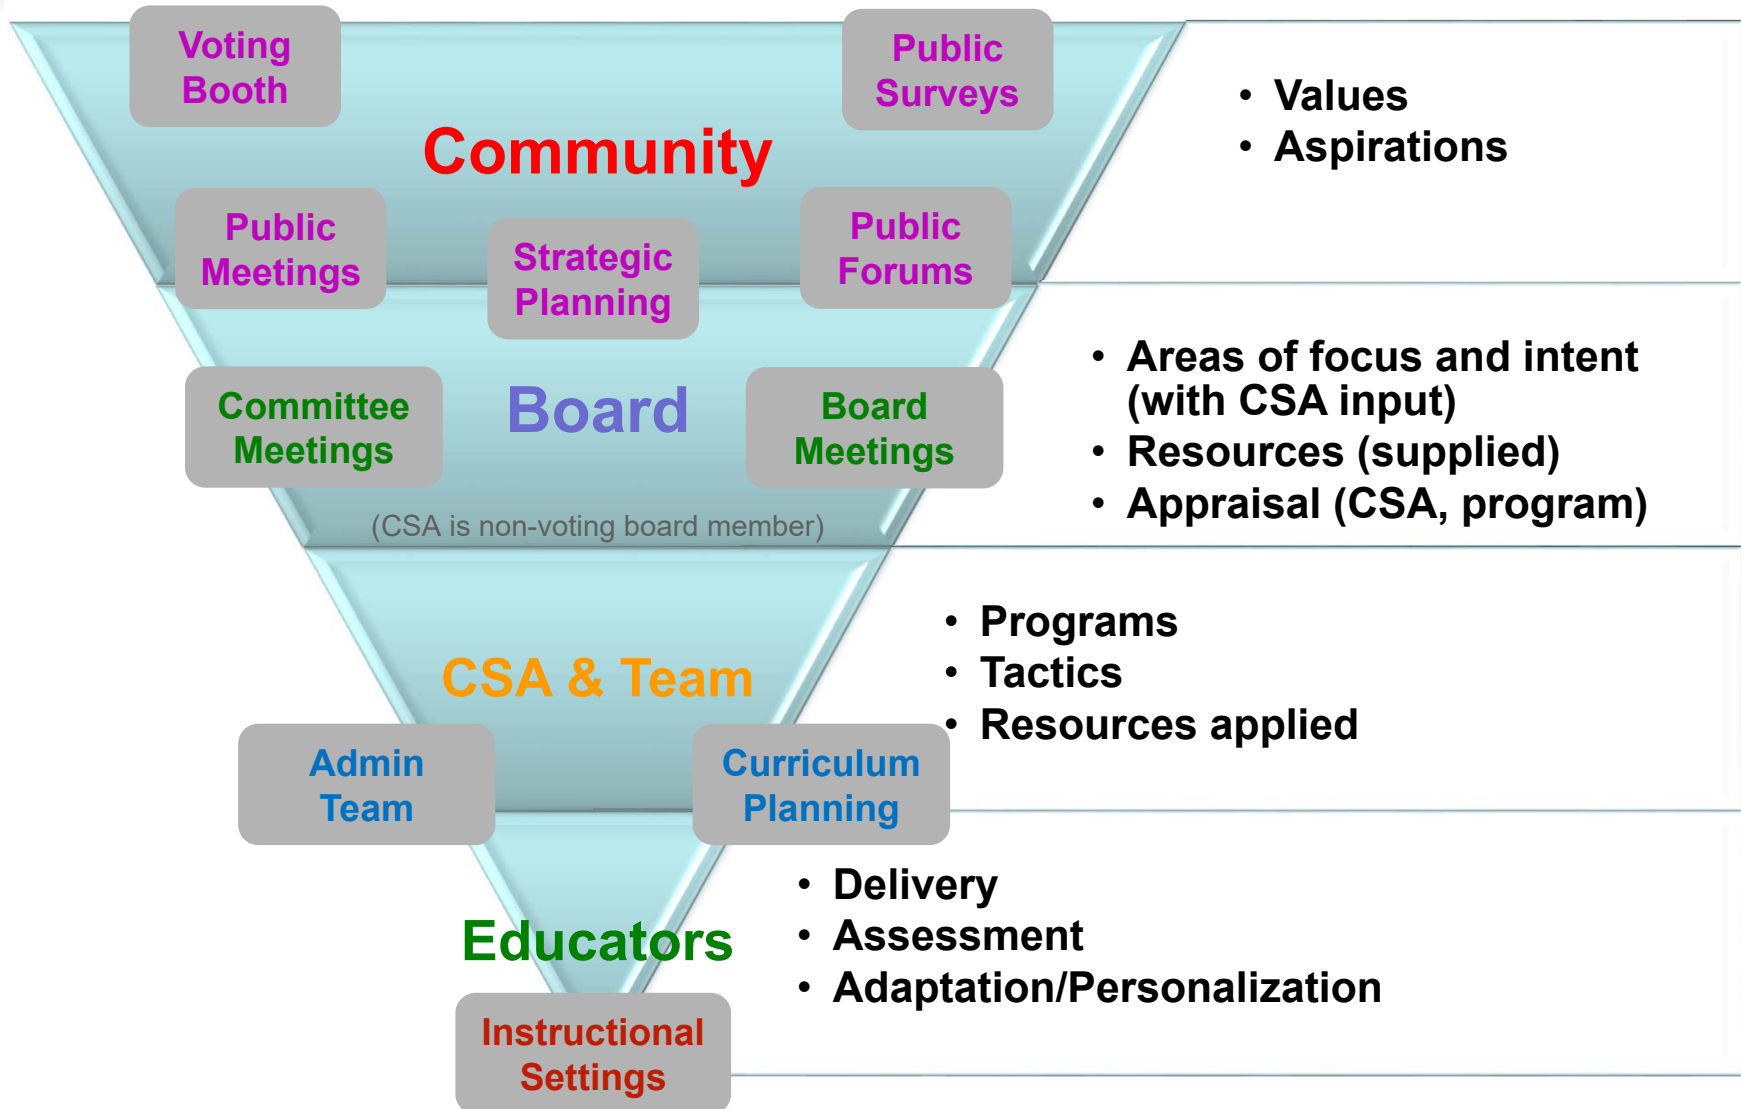 Voting
Booth
Public
Surveys
Community
Public
Meetings
Strategic
Planning
Public
Forums
• Values
• Aspirations
Committee
Meetings
Board
Board
Meetings
(CSA is non-voting board member)
• Areas of focus and intent
(with CSA input)
• Resources (supplied)
• Appraisal (CSA, program)
CSA & Team
Admin
Team
Curriculum
Planning
• Programs
• Tactics
• Resources applied
Educators
Instructional
Settings
• Delivery
• Assessment
• Adaptation/Personalization